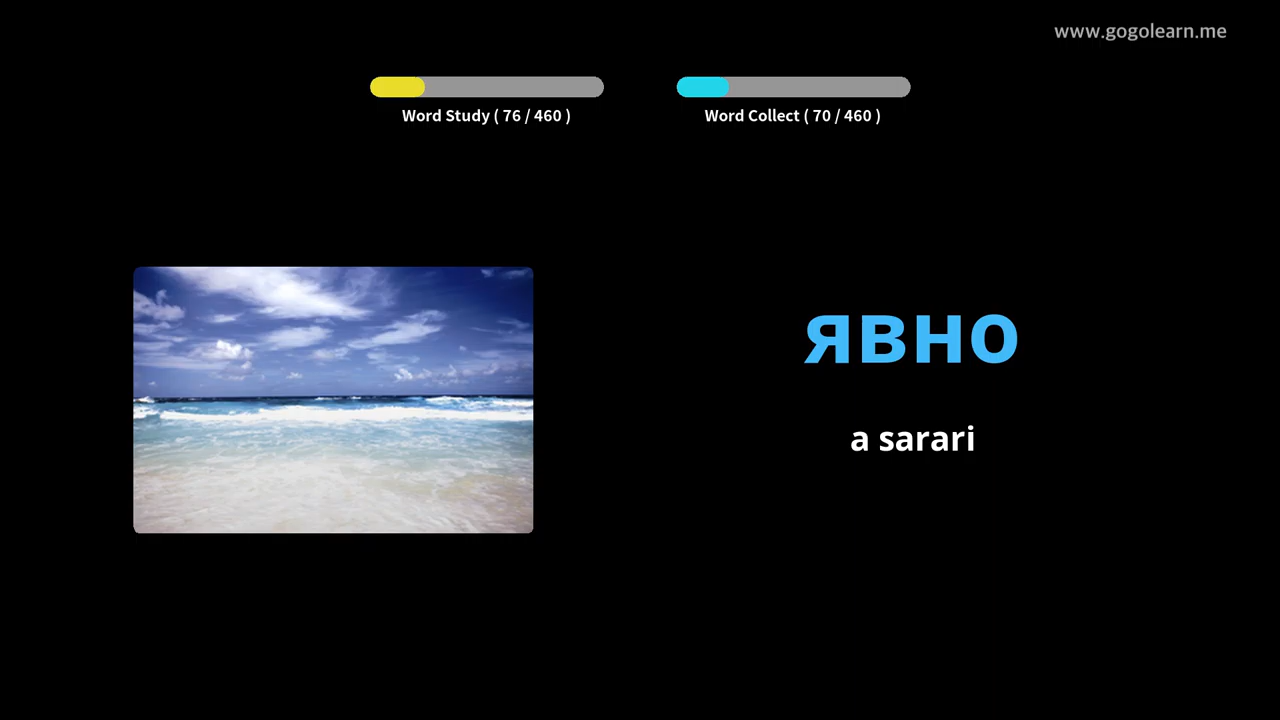 www.gogolearn.me
Word Study ( 76 / 460 )
Word Collect ( 70 / 460 )
явно
a sarari